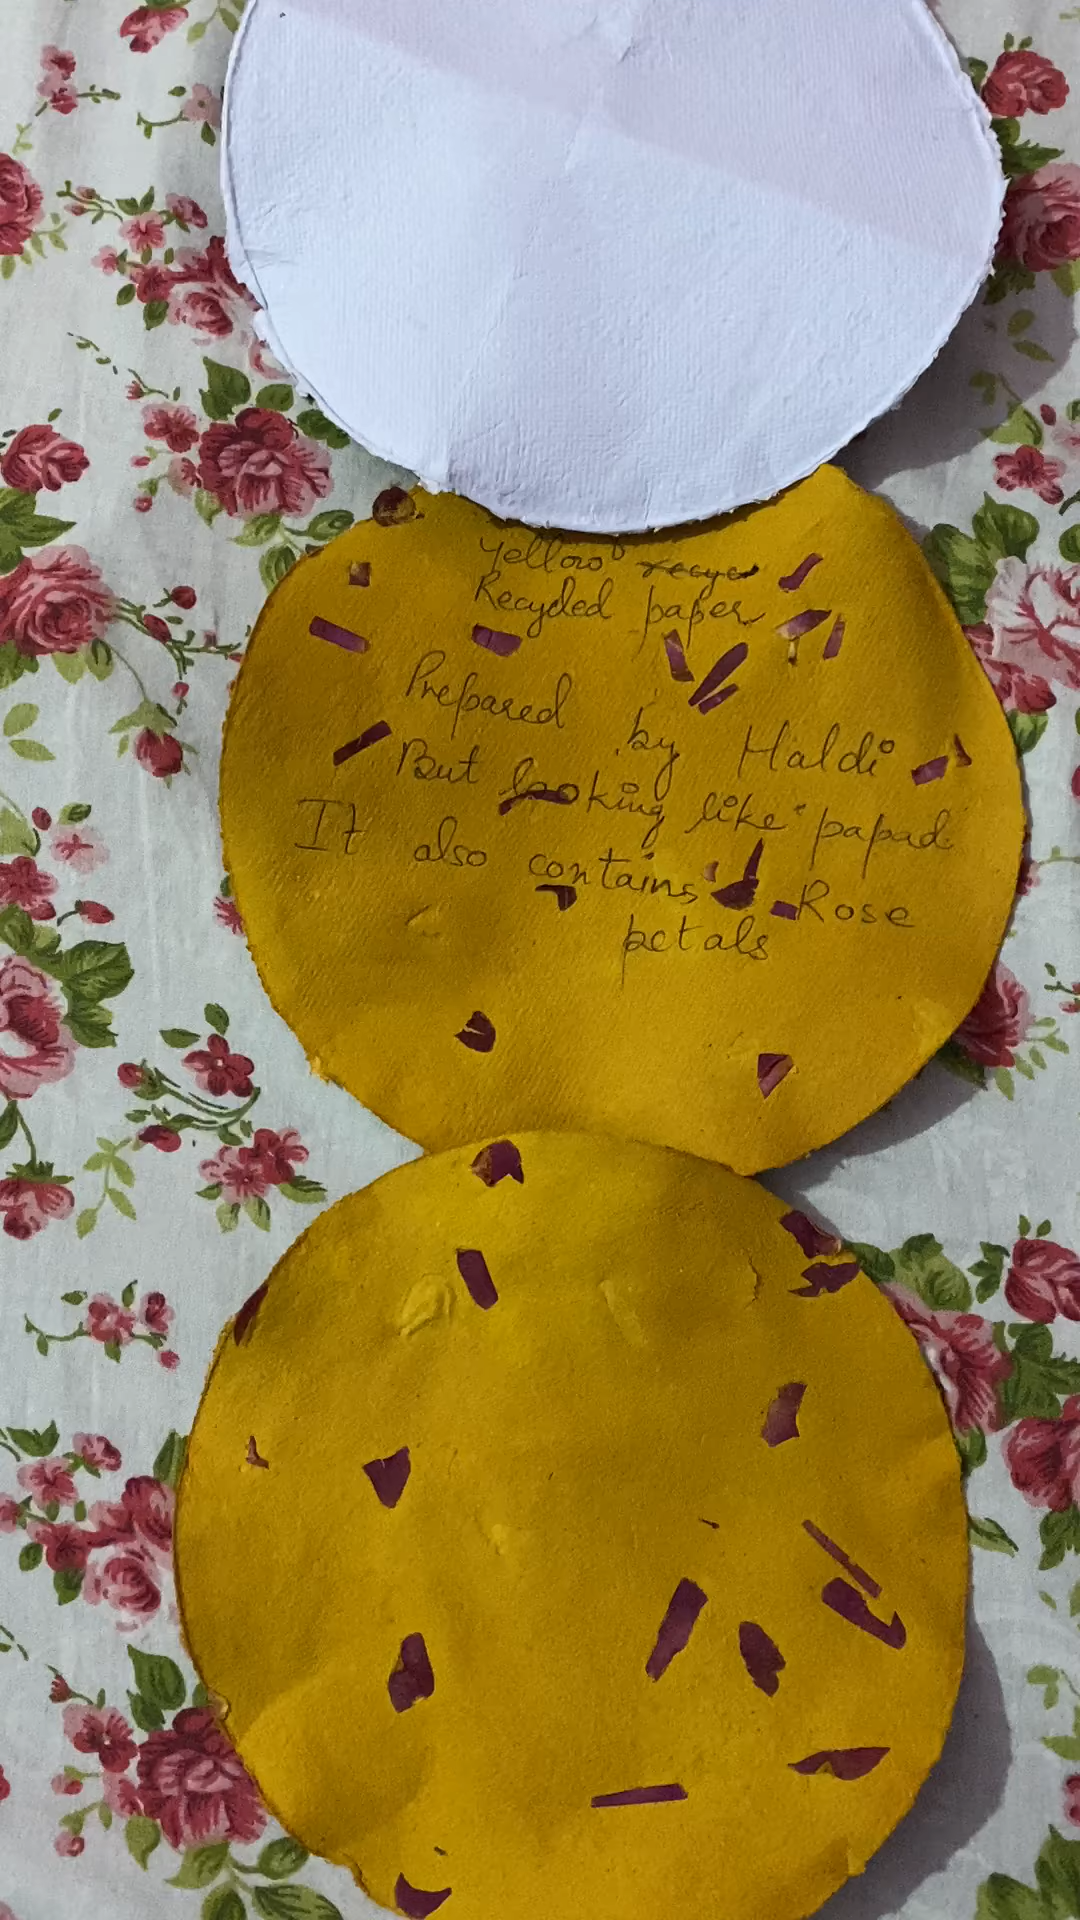 Yellow
Recycled paper
Prepared by Haldi
But looking like papad
It also contains Rose
petals